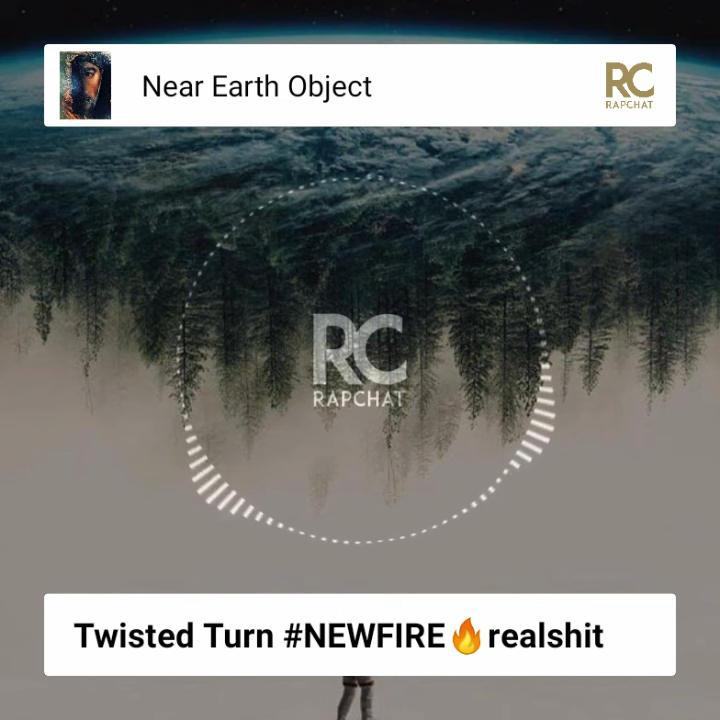 Near Earth Object
RC
RAPCHAT
RC
RAPCHAT
Twisted Turn #NEWFIRE🔥realshit